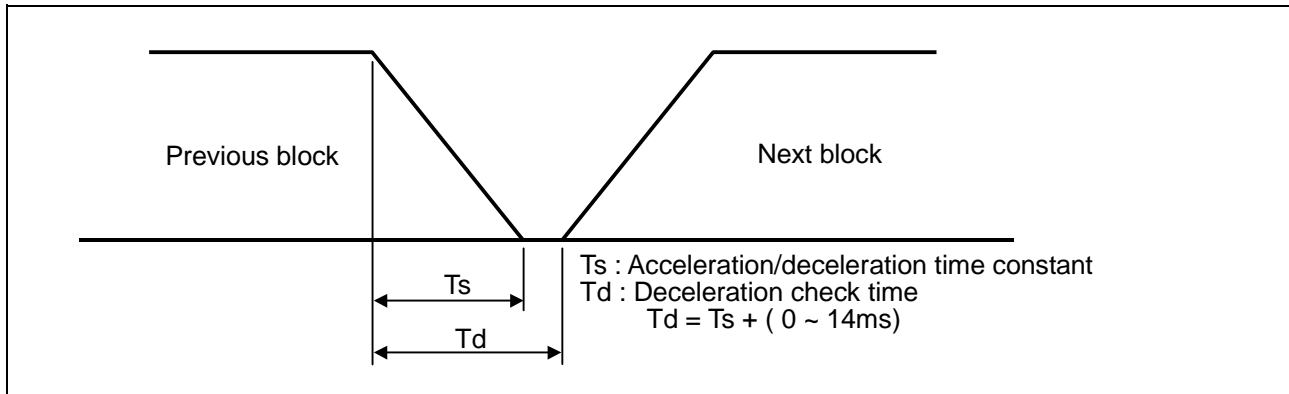 Previous block
Next block
Ts : Acceleration/deceleration time constant
Ts
Td : Deceleration check time
Td = Ts + ( 0 ~ 14ms)
Td